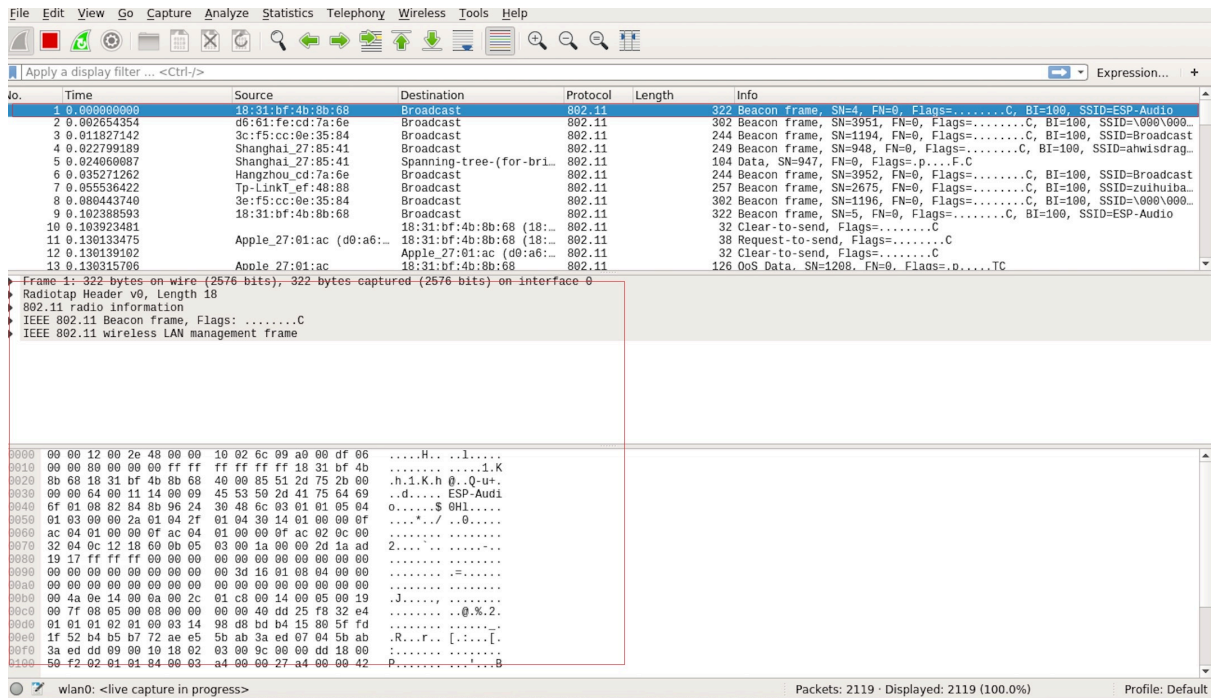 File Edit View Go Capture Analyze Statistics Telephony Wireless Tools Help
Apply a display filter ... <Ctrl-/>
Expression... +
No. Time Source Destination Protocol Length Info
1 0.000000000 18:31:bf:4b:8b:68 Broadcast 802.11 322 Beacon frame, SN=4, FN=0, Flags=........C, BI=100, SSID=ESP-Audio
2 0.002654354 d6:61:fe:cd:7a:6e Broadcast 802.11 302 Beacon frame, SN=3951, FN=0, Flags=........C, BI=100, SSID=\000\000…
3 0.011827142 3c:f5:cc:0e:35:84 Broadcast 802.11 244 Beacon frame, SN=1194, FN=0, Flags=........C, BI=100, SSID=Broadcast
4 0.022799189 Shanghai_27:85:41 Broadcast 802.11 249 Beacon frame, SN=948, FN=0, Flags=........C, BI=100, SSID=ahwisdrag…
5 0.024060087 Shanghai_27:85:41 Spanning-tree-(for-bri… 802.11 104 Data, SN=947, FN=0, Flags=.p....F.C
6 0.035271262 Hangzhou_cd:7a:6e Broadcast 802.11 244 Beacon frame, SN=3952, FN=0, Flags=........C, BI=100, SSID=Broadcast
7 0.055536422 Tp-LinkT_ef:48:88 Broadcast 802.11 257 Beacon frame, SN=2675, FN=0, Flags=........C, BI=100, SSID=zuihuiba…
8 0.080443740 3e:f5:cc:0e:35:84 Broadcast 802.11 302 Beacon frame, SN=1196, FN=0, Flags=........C, BI=100, SSID=\000\000…
9 0.102388593 18:31:bf:4b:8b:68 Broadcast 802.11 322 Beacon frame, SN=5, FN=0, Flags=........C, BI=100, SSID=ESP-Audio
10 0.103923481 18:31:bf:4b:8b:68 (18:… 802.11 32 Clear-to-send, Flags=........C
11 0.130133475 Apple_27:01:ac (d0:a6:… 18:31:bf:4b:8b:68 (18:… 802.11 38 Request-to-send, Flags=........C
12 0.130139102 Apple_27:01:ac (d0:a6:… 802.11 32 Clear-to-send, Flags=........C
13 0.130315706 Apple_27:01:ac 18:31:bf:4b:8b:68 802.11 126 QoS Data, SN=1208, FN=0, Flags=.p.....TC
Frame 1: 322 bytes on wire (2576 bits), 322 bytes captured (2576 bits) on interface 0
Radiotap Header v0, Length 18
802.11 radio information
IEEE 802.11 Beacon frame, Flags: ........C
IEEE 802.11 wireless LAN management frame
0000 00 00 12 00 2e 48 00 00 10 02 6c 09 a0 00 df 06 .....H.. ..l.....
0010 00 00 80 00 00 00 ff ff ff ff ff ff 18 31 bf 4b ........ .....1.K
0020 8b 68 18 31 bf 4b 8b 68 40 00 85 51 2d 75 2b 00 .h.1.K.h @..Q-u+.
0030 00 00 64 00 11 14 00 09 45 53 50 2d 41 75 64 69 ..d..... ESP-Audi
0040 6f 01 08 82 84 8b 96 24 30 48 6c 03 01 01 05 04 o......$ 0Hl.....
0050 01 03 00 00 2a 01 04 2f 01 04 30 14 01 00 00 0f ....*../ ..0.....
0060 ac 04 01 00 00 0f ac 04 01 00 00 0f ac 02 0c 00 ........ ........
0070 32 04 0c 12 18 60 0b 05 03 00 1a 00 00 2d 1a ad 2....`.. .....-..
0080 19 17 ff ff ff 00 00 00 00 00 00 00 00 00 00 00 ........ ........
0090 00 00 00 00 00 00 00 00 00 3d 16 01 08 04 00 00 ........ .=......
00a0 00 00 00 00 00 00 00 00 00 00 00 00 00 00 00 00 ........ ........
00b0 00 4a 0e 14 00 0a 00 2c 01 c8 00 14 00 05 00 19 .J....., ........
00c0 00 7f 08 05 00 08 00 00 00 00 40 dd 25 f8 32 e4 ........ ..@.%.2.
00d0 01 01 01 02 01 00 03 14 98 d8 bd b4 15 80 5f fd ........ ......_.
00e0 1f 52 b4 b5 b7 72 ae e5 5b ab 3a ed 07 04 5b ab .R...r.. [.:...[.
00f0 3a ed dd 09 00 10 18 02 03 00 9c 00 00 dd 18 00 :....... ........
0100 50 f2 02 01 01 84 00 03 a4 00 00 27 a4 00 00 42 P....... ...'...B
wlan0: <live capture in progress>
Packets: 2119 · Displayed: 2119 (100.0%)
Profile: Default